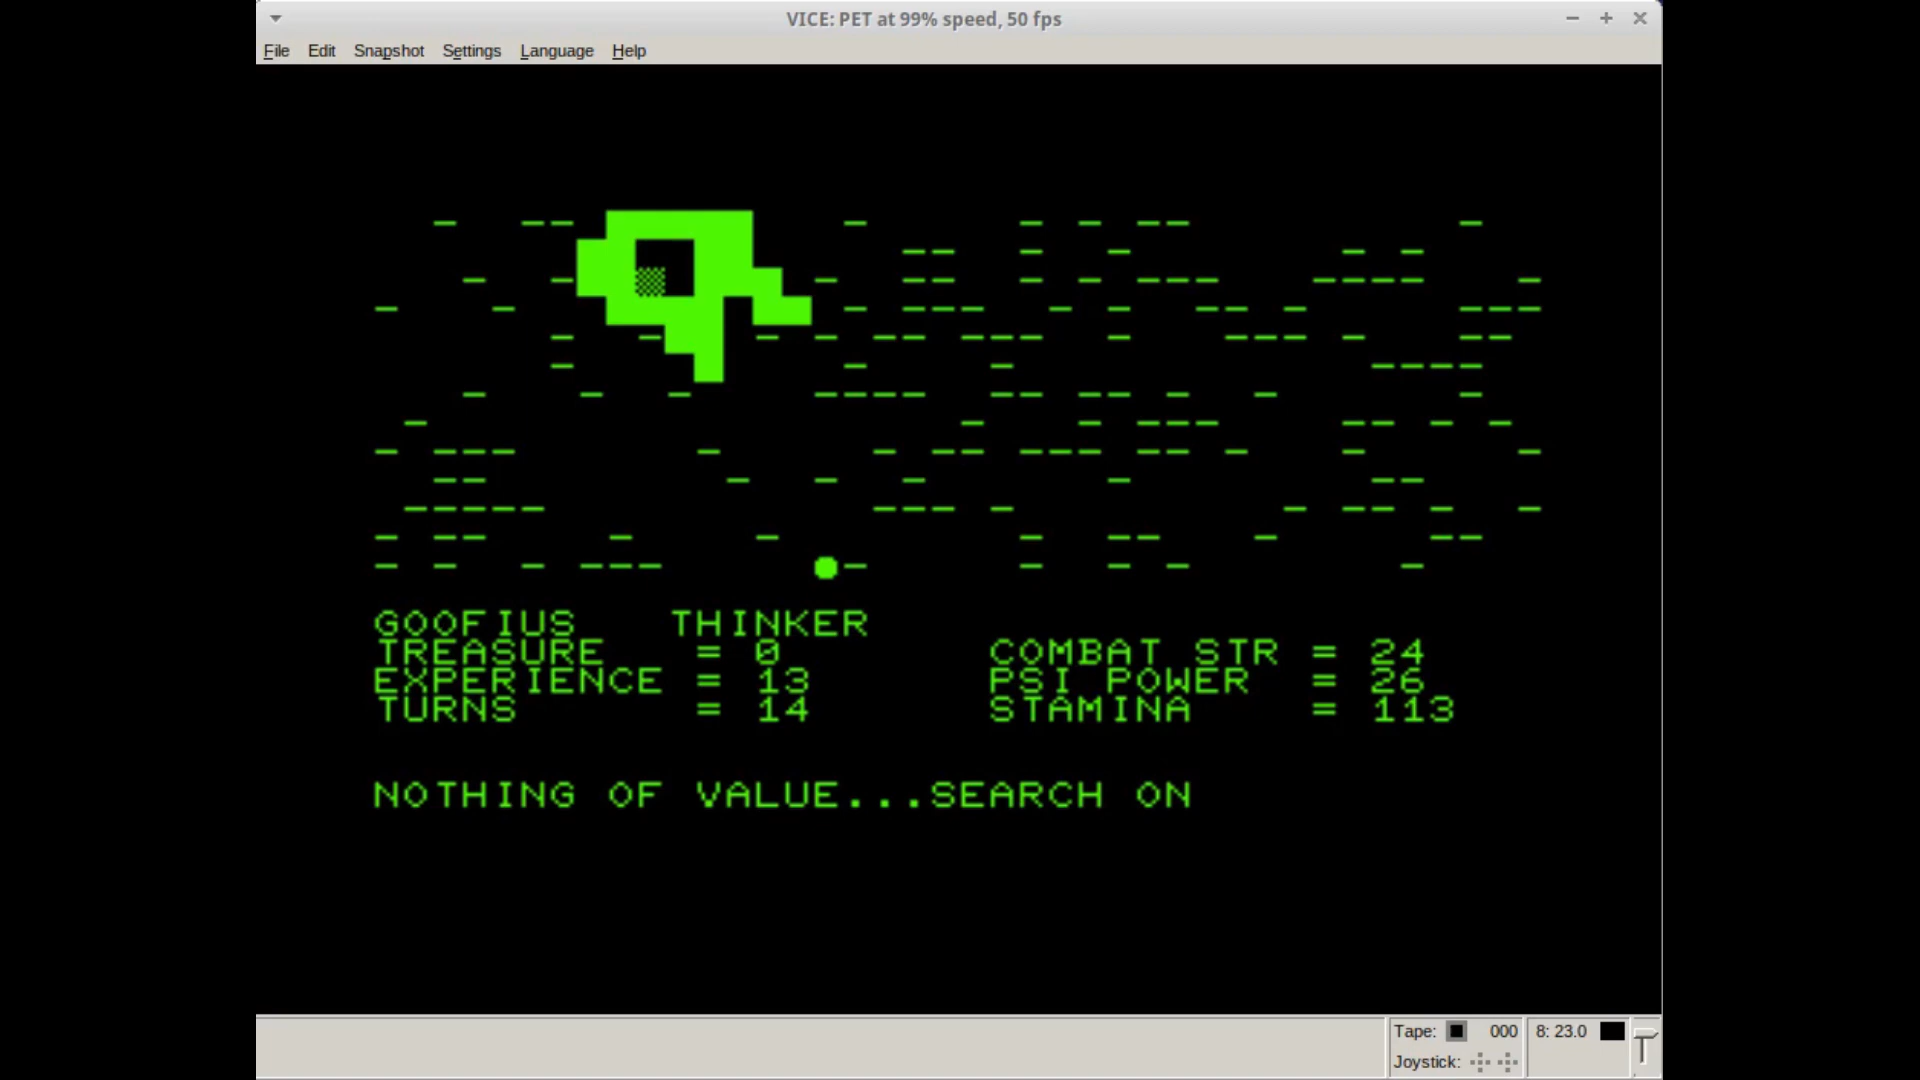 VICE: PET at 99% speed, 50 fps
File Edit Snapshot Settings Language Help
GOOFIUS THINKER
TREASURE = 0 COMBAT STR = 24
EXPERIENCE = 13 PSI POWER = 26
TURNS = 14 STAMINA = 113
NOTHING OF VALUE...SEARCH ON
Tape: 000 8: 23.0
Joystick: